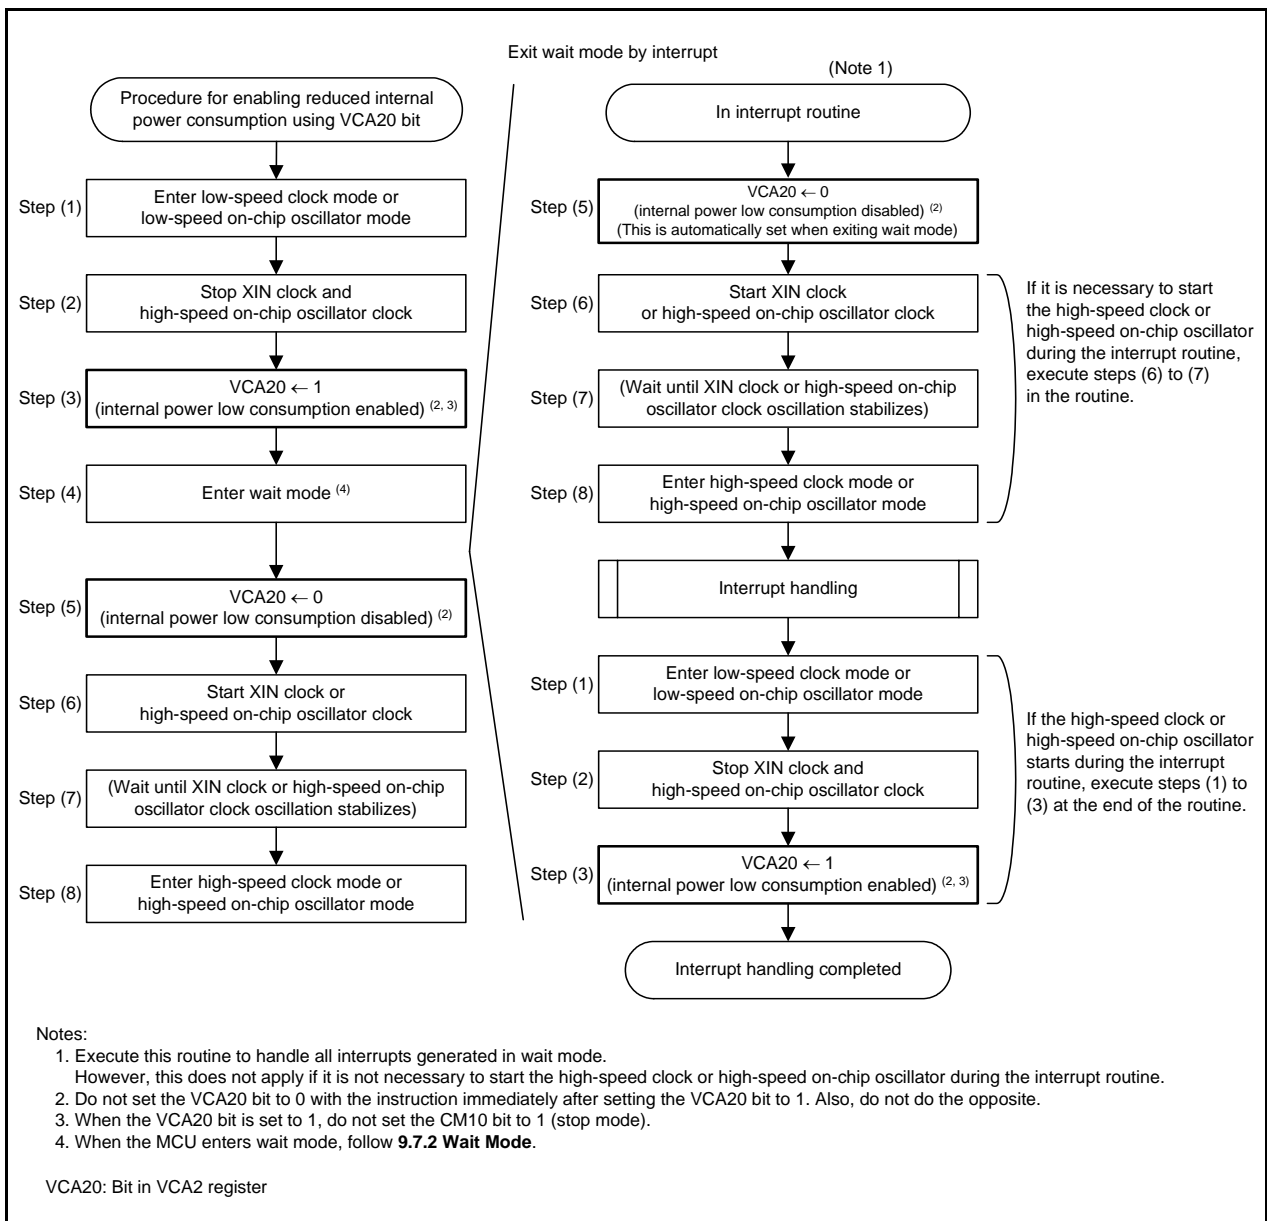 Exit wait mode by interrupt
Procedure for enabling reduced internal
power consumption using VCA20 bit
Step (1)
Enter low-speed clock mode or
low-speed on-chip oscillator mode
Step (2)
Stop XIN clock and
high-speed on-chip oscillator clock
Step (3)
VCA20 ← 1
(internal power low consumption enabled) (2, 3)
Step (4)
Enter wait mode (4)
Step (5)
VCA20 ← 0
(internal power low consumption disabled) (2)
Step (6)
Start XIN clock or
high-speed on-chip oscillator clock
Step (7)
(Wait until XIN clock or high-speed on-chip
oscillator clock oscillation stabilizes)
Step (8)
Enter high-speed clock mode or
high-speed on-chip oscillator mode
(Note 1)
In interrupt routine
Step (5)
VCA20 ← 0
(internal power low consumption disabled) (2)
(This is automatically set when exiting wait mode)
Step (6)
Start XIN clock
or high-speed on-chip oscillator clock
Step (7)
(Wait until XIN clock or high-speed on-chip
oscillator clock oscillation stabilizes)
Step (8)
Enter high-speed clock mode or
high-speed on-chip oscillator mode
If it is necessary to start
the high-speed clock or
high-speed on-chip oscillator
during the interrupt routine,
execute steps (6) to (7)
in the routine.
Interrupt handling
Step (1)
Enter low-speed clock mode or
low-speed on-chip oscillator mode
Step (2)
Stop XIN clock and
high-speed on-chip oscillator clock
Step (3)
VCA20 ← 1
(internal power low consumption enabled) (2, 3)
If the high-speed clock or
high-speed on-chip oscillator
starts during the interrupt
routine, execute steps (1) to
(3) at the end of the routine.
Interrupt handling completed
Notes:
1. Execute this routine to handle all interrupts generated in wait mode.
However, this does not apply if it is not necessary to start the high-speed clock or high-speed on-chip oscillator during the interrupt routine.
2. Do not set the VCA20 bit to 0 with the instruction immediately after setting the VCA20 bit to 1. Also, do not do the opposite.
3. When the VCA20 bit is set to 1, do not set the CM10 bit to 1 (stop mode).
4. When the MCU enters wait mode, follow 9.7.2 Wait Mode.
VCA20: Bit in VCA2 register